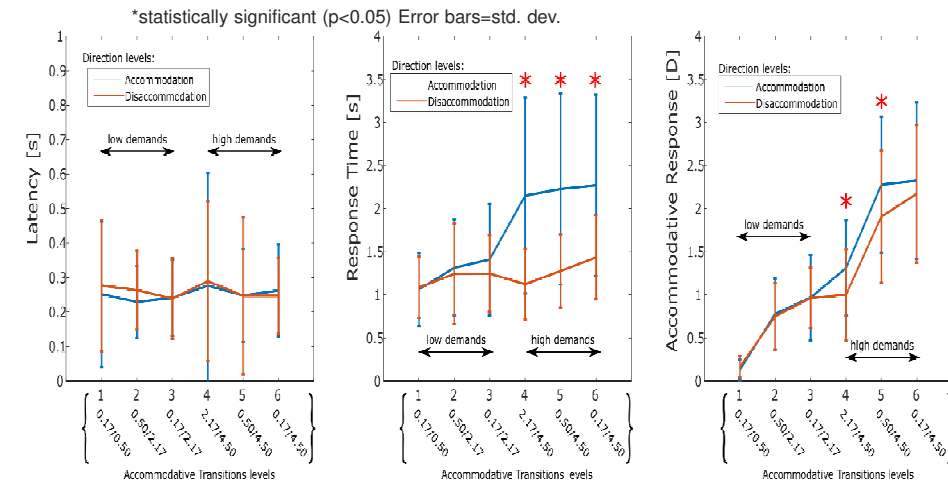 *statistically significant (p<0.05) Error bars=std. dev.
Latency [s]
1
0.9
0.8
0.7
0.6
0.5
0.4
0.3
0.2
0.1
0
Direction levels:
Accommodation
Disaccommodation
low demands
high demands
1 2 3 4 5 6
0.17/0.50
0.50/2.17
0.17/2.17
2.17/4.50
0.50/4.50
0.17/4.50
Accommodative Transitions levels
Response Time [s]
4
3.5
3
2.5
2
1.5
1
0.5
0
Direction levels:
Accommodation
Disaccommodation
* * *
low demands
high demands
1 2 3 4 5 6
0.17/0.50
0.50/2.17
0.17/2.17
2.17/4.50
0.50/4.50
0.17/4.50
Accommodative Transitions evels
Accommodative Response [D]
4
3.5
3
2.5
2
1.5
1
0.5
0
Direction levels:
Accommodation
Disaccommodation
*
*
low demands
high demands
1 2 3 4 5 6
0.17/0.50
0.50/2.17
0.17/2.17
2.17/4.50
0.50/4.50
0.17/4.50
Accommodative Transitions levels